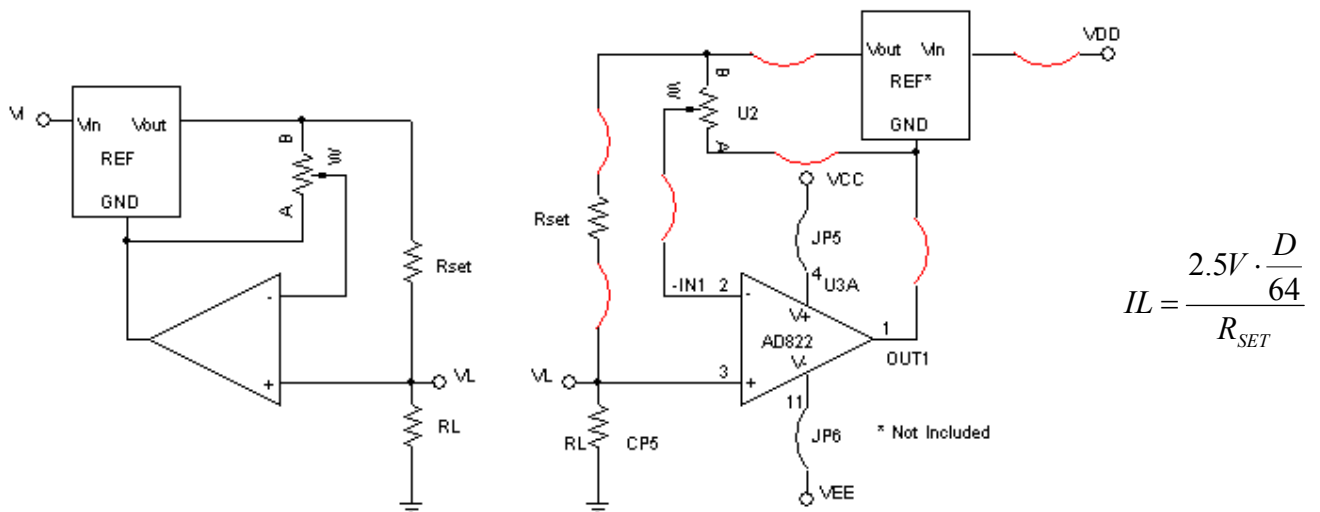 VI
VIn
Vout
REF
GND
B
W
A
Rset
-
+
VL
RL
VDD
Vout
VIn
REF*
GND
B
W
U2
A
VCC
Rset
JP5
4
U3A
-IN1
2
-
V+
AD822
1
OUT1
V-
VL
3
+
11
RL
CP5
JP6
* Not Included
VEE
IL = 2.5V · D/64 / R_SET